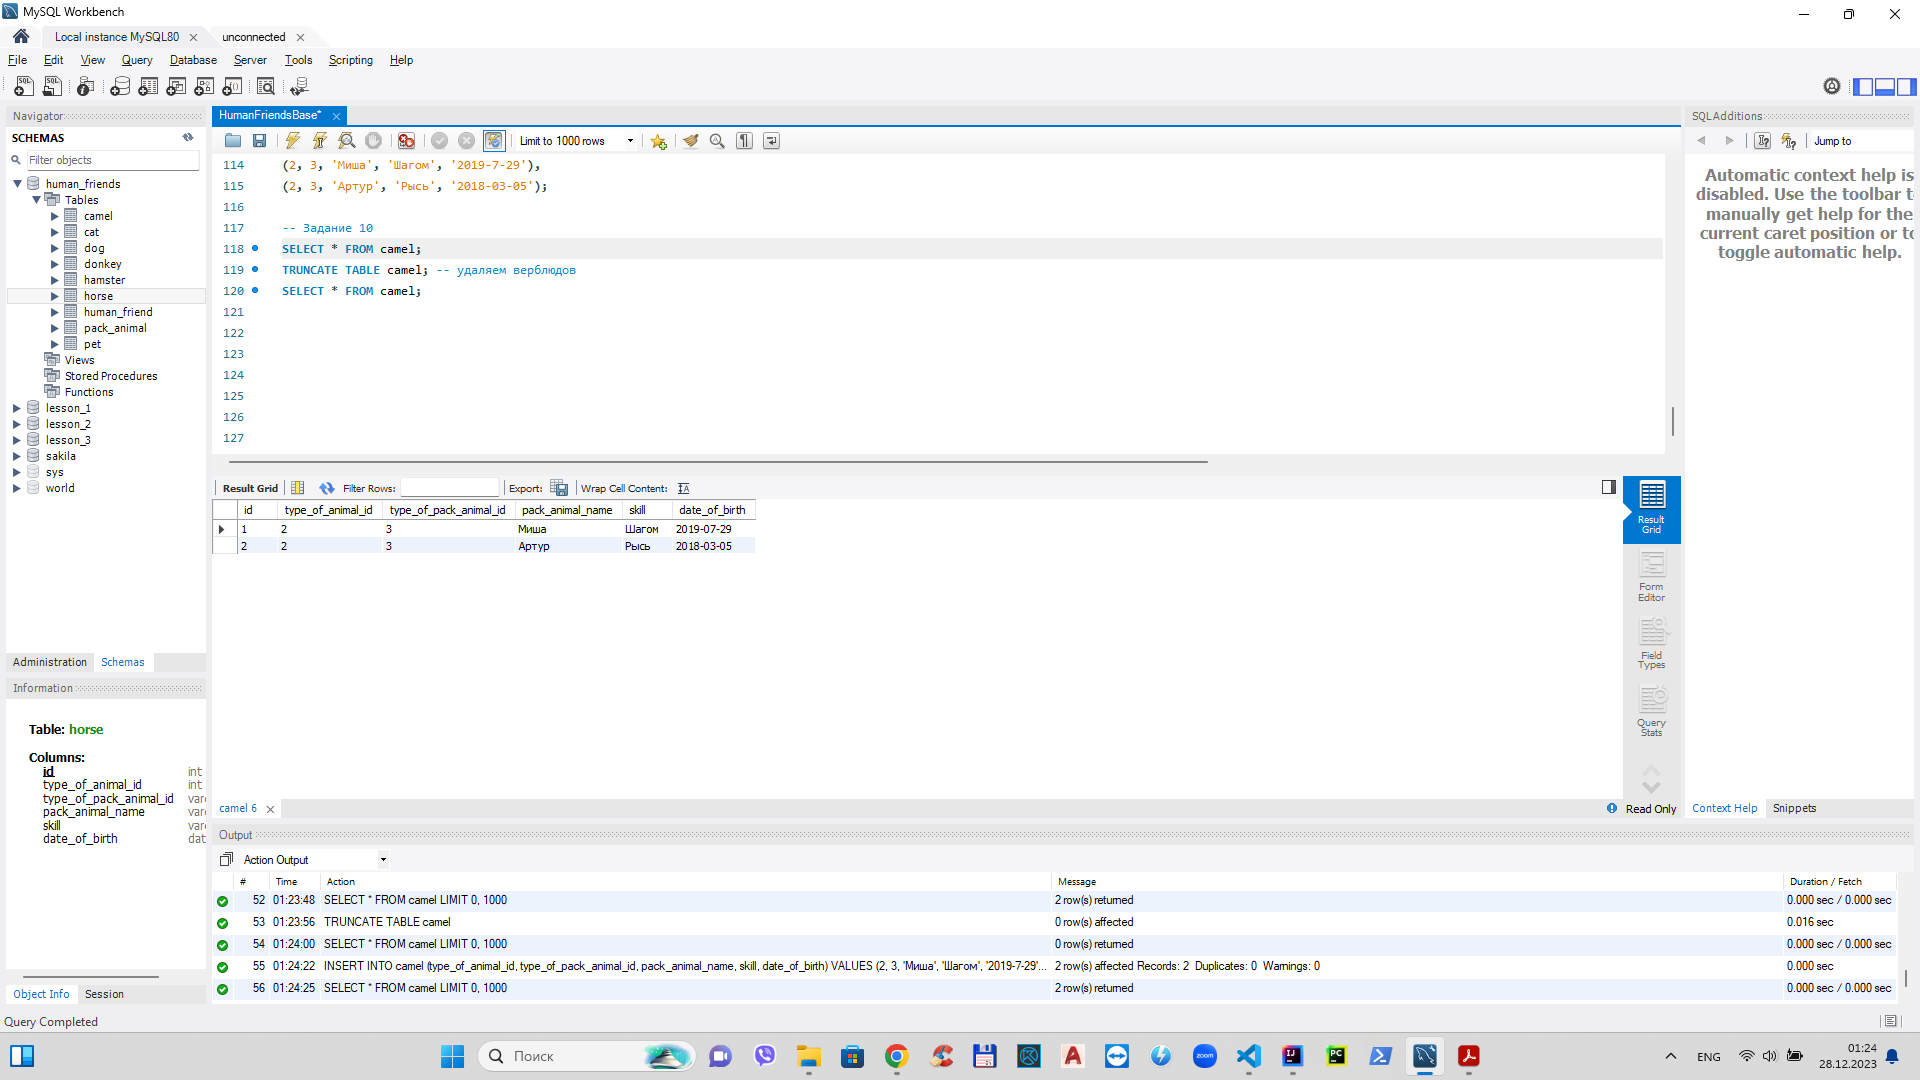 MySQL Workbench
Local instance MySQL80
unconnected
File Edit View Query Database Server Tools Scripting Help
Navigator
SCHEMAS
Filter objects
human_friends
Tables
camel
cat
dog
donkey
hamster
horse
human_friend
pack_animal
pet
Views
Stored Procedures
Functions
lesson_1
lesson_2
lesson_3
sakila
sys
world
Administration Schemas
Information
Table: horse
Columns:
id int
type_of_animal_id int
type_of_pack_animal_id varc
pack_animal_name varc
skill varc
date_of_birth dat
Object Info Session
Query Completed
HumanFriendsBase*
Limit to 1000 rows
114 (2, 3, 'Миша', 'Шагом', '2019-7-29'),
115 (2, 3, 'Артур', 'Рысь', '2018-03-05');
116
117 -- Задание 10
118 SELECT * FROM camel;
119 TRUNCATE TABLE camel; -- удаляем верблюдов
120 SELECT * FROM camel;
121
122
123
124
125
126
127
Result Grid Filter Rows: Export: Wrap Cell Content:
id type_of_animal_id type_of_pack_animal_id pack_animal_name skill date_of_birth
1 2 3 Миша Шагом 2019-07-29
2 2 3 Артур Рысь 2018-03-05
Result
Grid
Form
Editor
Field
Types
Query
Stats
camel 6
Read Only
SQLAdditions
Jump to
Automatic context help is
disabled. Use the toolbar t
manually get help for the
current caret position or to
toggle automatic help.
Context Help Snippets
Output
Action Output
# Time Action Message Duration / Fetch
52 01:23:48 SELECT * FROM camel LIMIT 0, 1000 2 row(s) returned 0.000 sec / 0.000 sec
53 01:23:56 TRUNCATE TABLE camel 0 row(s) affected 0.016 sec
54 01:24:00 SELECT * FROM camel LIMIT 0, 1000 0 row(s) returned 0.000 sec / 0.000 sec
55 01:24:22 INSERT INTO camel (type_of_animal_id, type_of_pack_animal_id, pack_animal_name, skill, date_of_birth) VALUES (2, 3, 'Миша', 'Шагом', '2019-7-29'... 2 row(s) affected Records: 2 Duplicates: 0 Warnings: 0 0.000 sec
56 01:24:25 SELECT * FROM camel LIMIT 0, 1000 2 row(s) returned 0.000 sec / 0.000 sec
Поиск
zoom
ENG
01:24
28.12.2023